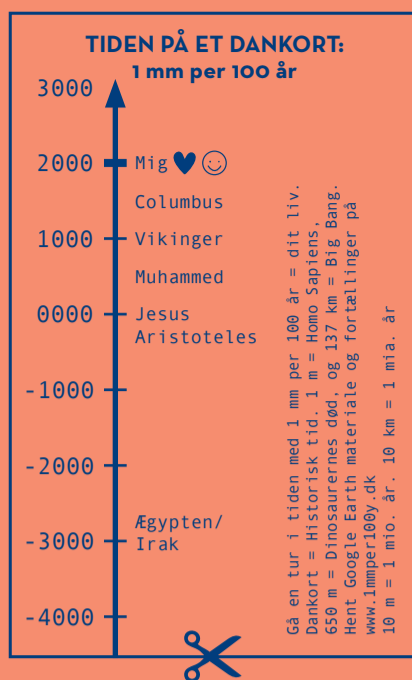 TIDEN PÅ ET DANKORT:
1 mm per 100 år
3000
2000 Mig
Columbus
1000 Vikinger
Muhammed
0000 Jesus
Aristoteles
-1000
-2000
Ægypten/
-3000 Irak
-4000
Gå en tur i tiden med 1 mm per 100 år = dit liv.
Dankort = Historisk tid. 1 m = Homo Sapiens,
650 m = Dinosaurernes død, og 137 km = Big Bang.
Hent Google Earth materiale og fortællinger på
www.1mmper100y.dk
10 m = 1 mio. år. 10 km = 1 mia. år